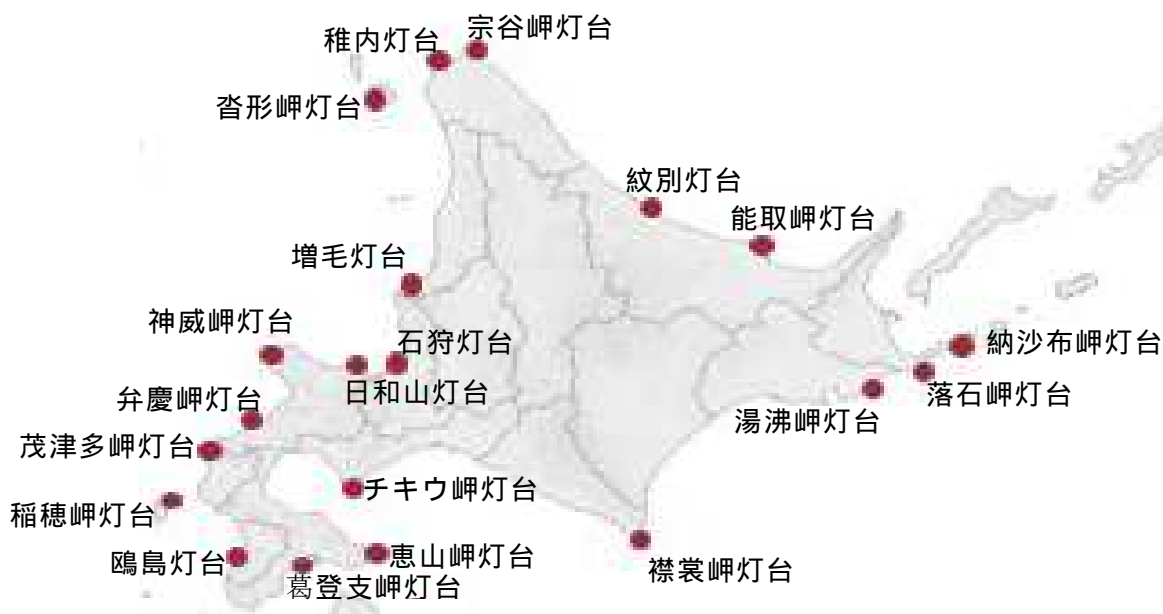 宗谷岬灯台
稚内灯台
沓形岬灯台
紋別灯台
能取岬灯台
増毛灯台
神威岬灯台
石狩灯台
納沙布岬灯台
日和山灯台
落石岬灯台
弁慶岬灯台
湯沸岬灯台
茂津多岬灯台
チキウ岬灯台
稲穂岬灯台
恵山岬灯台
鴎島灯台
襟裳岬灯台
葛登支岬灯台